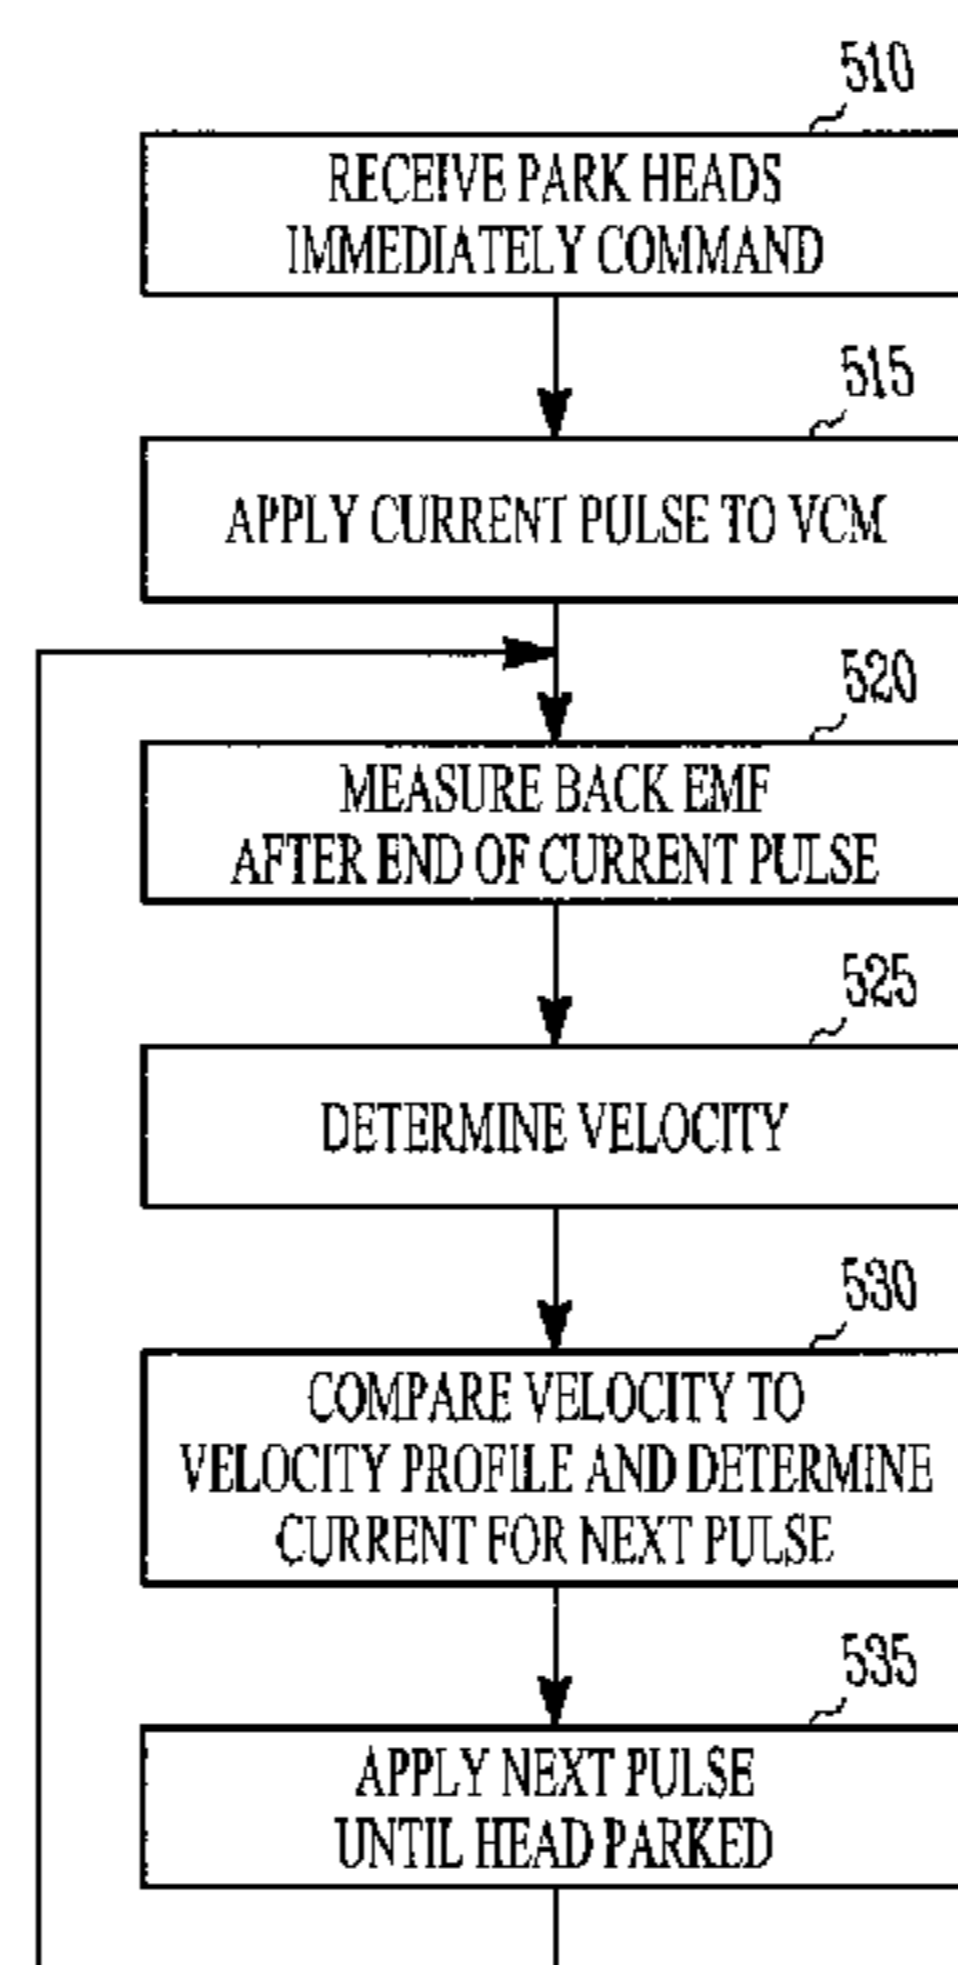 510
RECEIVE PARK HEADS
IMMEDIATELY COMMAND
515
APPLY CURRENT PULSE TO VCM
520
MEASURE BACK EMF
AFTER END OF CURRENT PULSE
525
DETERMINE VELOCITY
530
COMPARE VELOCITY TO
VELOCITY PROFILE AND DETERMINE
CURRENT FOR NEXT PULSE
535
APPLY NEXT PULSE
UNTIL HEAD PARKED